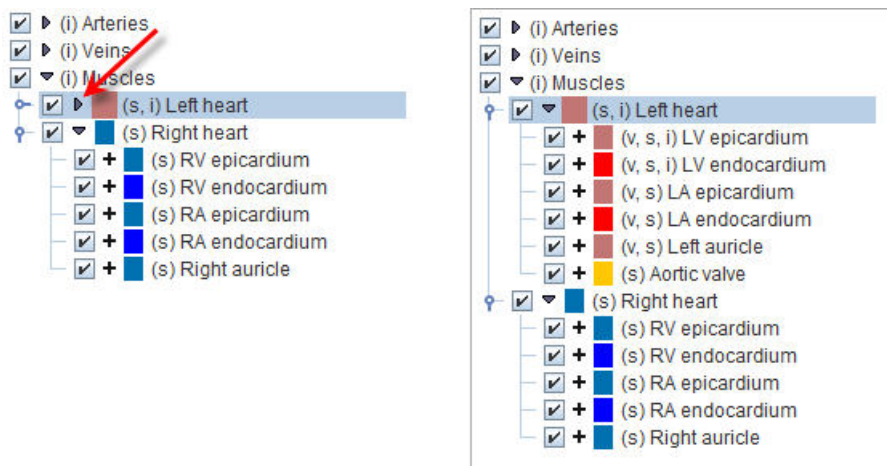 (i) Arteries
(i) Veins
(i) Muscles
(s, i) Left heart
(s) Right heart
(s) RV epicardium
(s) RV endocardium
(s) RA epicardium
(s) RA endocardium
(s) Right auricle
(i) Arteries
(i) Veins
(i) Muscles
(s, i) Left heart
(v, s, i) LV epicardium
(v, s, i) LV endocardium
(v, s) LA epicardium
(v, s) LA endocardium
(v, s) Left auricle
(s) Aortic valve
(s) Right heart
(s) RV epicardium
(s) RV endocardium
(s) RA epicardium
(s) RA endocardium
(s) Right auricle